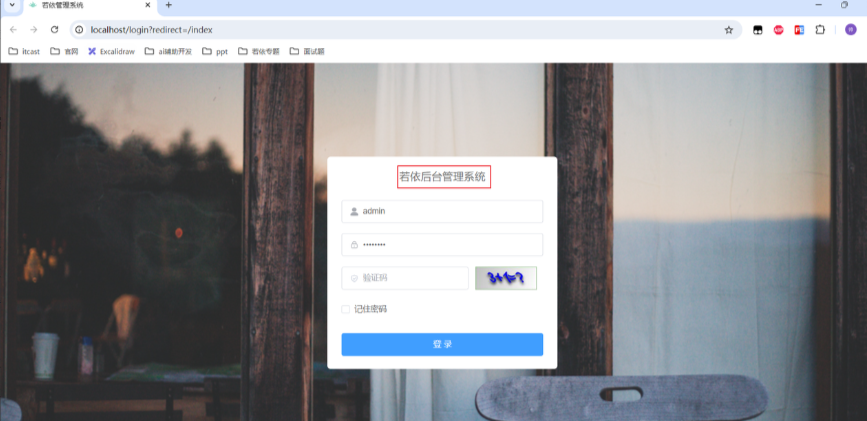 若依管理系统
localhost/login?redirect=/index
itcast 官网 Excalidraw ai辅助开发 ppt 若依专题 面试题
若依后台管理系统
admin
••••••••
验证码
记住密码
登 录